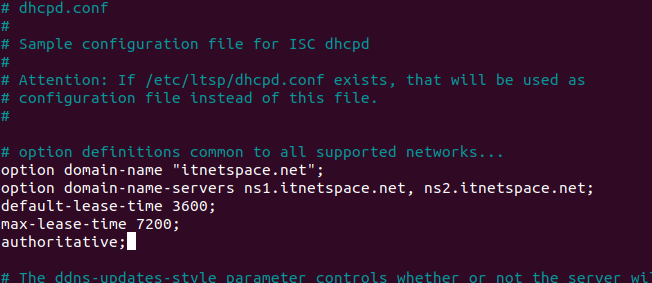 # dhcpd.conf
#
# Sample configuration file for ISC dhcpd
#
# Attention: If /etc/ltsp/dhcpd.conf exists, that will be used as
# configuration file instead of this file.
#
# option definitions common to all supported networks...
option domain-name "itnetspace.net";
option domain-name-servers ns1.itnetspace.net, ns2.itnetspace.net;
default-lease-time 3600;
max-lease-time 7200;
authoritative;
# The ddns-updates-style parameter controls whether or not the server wil